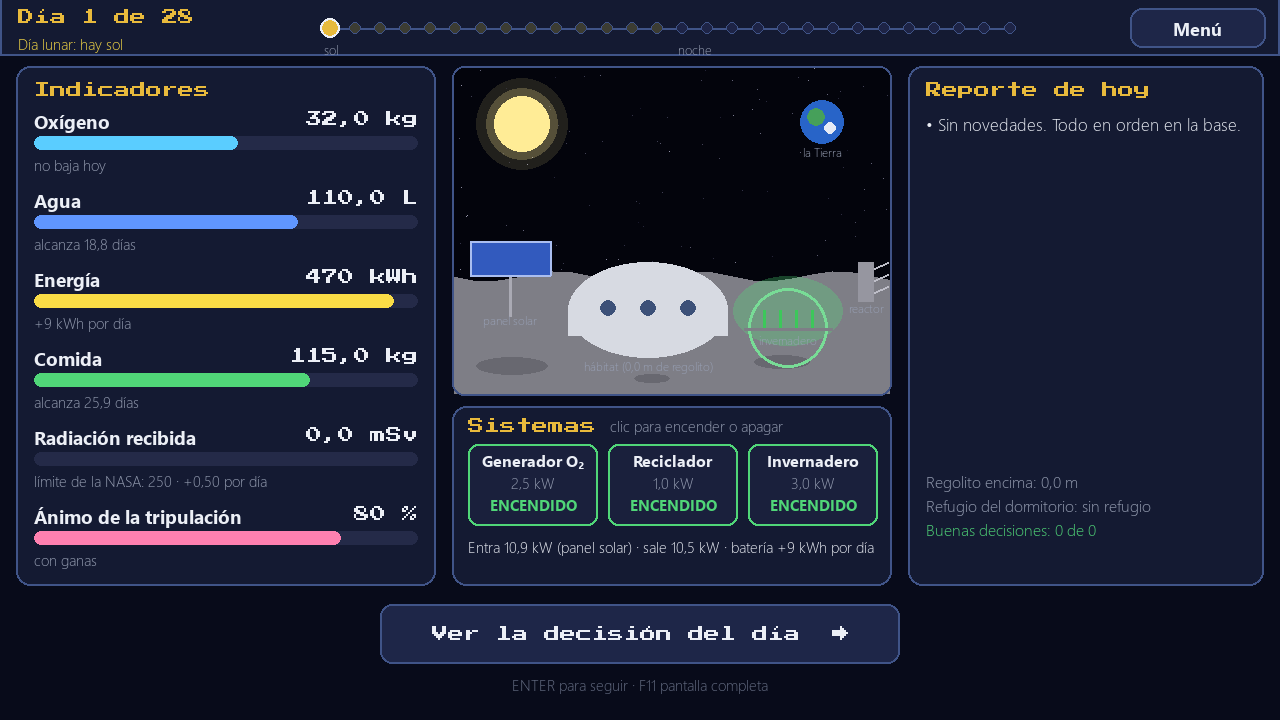 Día 1 de 28
Día lunar: hay sol
sol
noche
Menú
Indicadores
Oxígeno 32,0 kg
no baja hoy
Agua 110,0 L
alcanza 18,8 días
Energía 470 kWh
+9 kWh por día
Comida 115,0 kg
alcanza 25,9 días
Radiación recibida 0,0 mSv
límite de la NASA: 250 · +0,50 por día
Ánimo de la tripulación 80 %
con ganas
la Tierra
panel solar
reactor
invernadero
hábitat (0,0 m de regolito)
Sistemas clic para encender o apagar
Generador O₂
2,5 kW
ENCENDIDO
Reciclador
1,0 kW
ENCENDIDO
Invernadero
3,0 kW
ENCENDIDO
Entra 10,9 kW (panel solar) · sale 10,5 kW · batería +9 kWh por día
Reporte de hoy
• Sin novedades. Todo en orden en la base.
Regolito encima: 0,0 m
Refugio del dormitorio: sin refugio
Buenas decisiones: 0 de 0
Ver la decisión del día →
ENTER para seguir · F11 pantalla completa